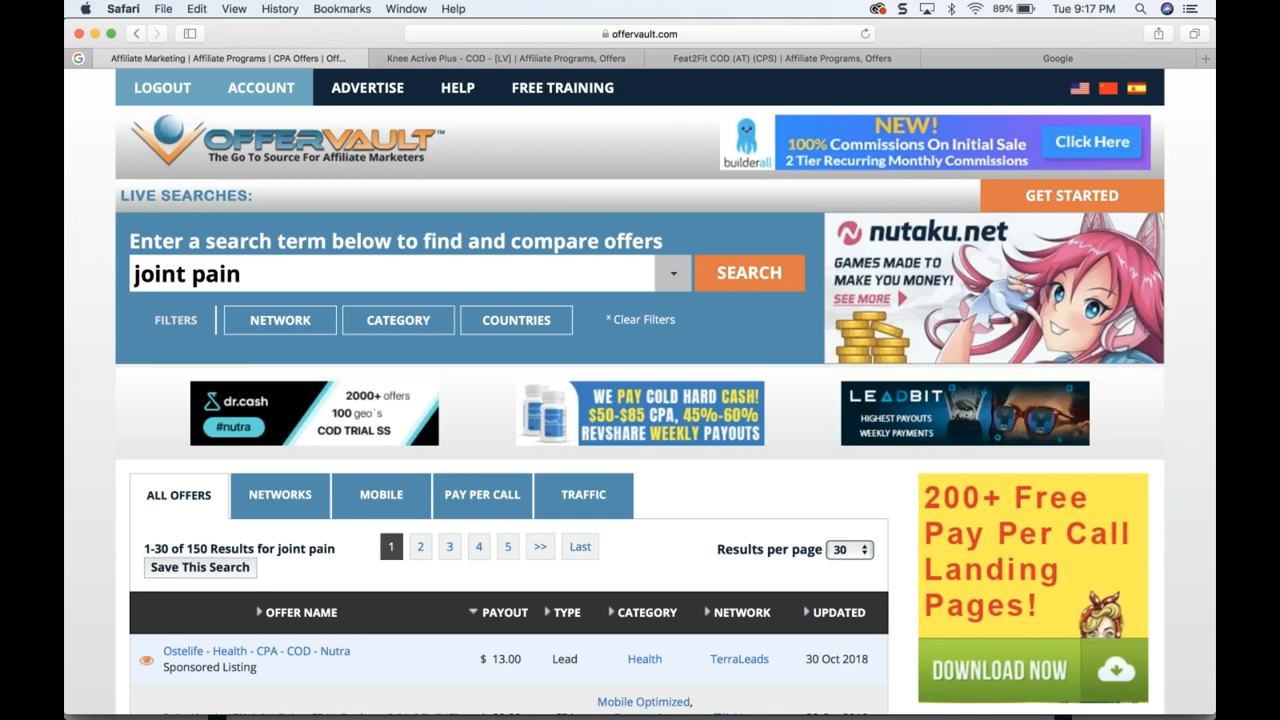 Safari File Edit View History Bookmarks Window Help 89% Tue 9:17 PM
offervault.com
Affiliate Marketing | Affiliate Programs | CPA Offers | Off... Knee Active Plus - COD - [LV] | Affiliate Programs, Offers Feat2Fit COD (AT) (CPS) | Affiliate Programs, Offers Google
LOGOUT ACCOUNT ADVERTISE HELP FREE TRAINING
OFFERVAULT™
The Go To Source For Affiliate Marketers
builderall
NEW!
100% Commissions On Initial Sale
2 Tier Recurring Monthly Commissions
Click Here
LIVE SEARCHES:
GET STARTED
Enter a search term below to find and compare offers
joint pain SEARCH
FILTERS NETWORK CATEGORY COUNTRIES x Clear Filters
nutaku.net
GAMES MADE TO
MAKE YOU MONEY!
SEE MORE
dr.cash
#nutra
2000+ offers
100 geo`s
COD TRIAL SS
WE PAY COLD HARD CASH!
$50-$85 CPA, 45%-60%
REVSHARE WEEKLY PAYOUTS
LEADBIT
HIGHEST PAYOUTS
WEEKLY PAYMENTS
ALL OFFERS NETWORKS MOBILE PAY PER CALL TRAFFIC
1-30 of 150 Results for joint pain 1 2 3 4 5 >> Last Results per page 30
Save This Search
OFFER NAME PAYOUT TYPE CATEGORY NETWORK UPDATED
Ostelife - Health - CPA - COD - Nutra
Sponsored Listing
$ 13.00 Lead Health TerraLeads 30 Oct 2018
Mobile Optimized,
200+ Free
Pay Per Call
Landing
Pages!
DOWNLOAD NOW